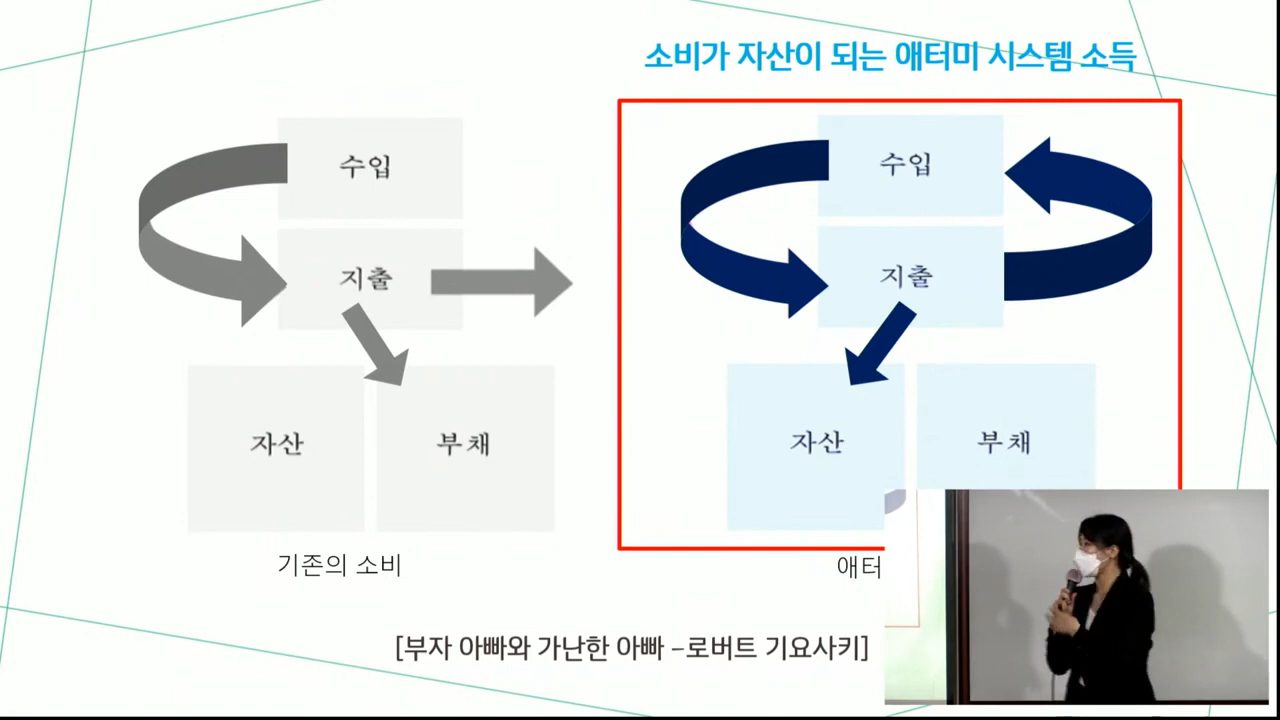 소비가 자산이 되는 애터미 시스템 소득
수입
지출
자산
부채
기존의 소비
수입
지출
자산
부채
애터
[부자 아빠와 가난한 아빠 –로버트 기요사키]